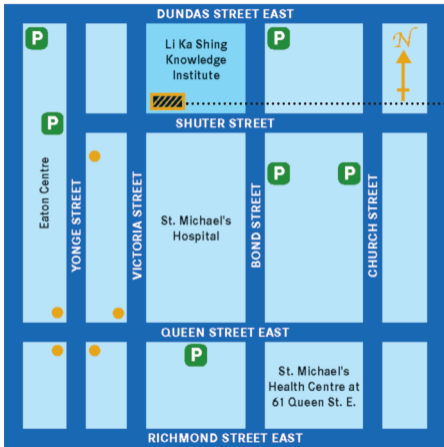 DUNDAS STREET EAST
P
Li Ka Shing
Knowledge
Institute
P
N
P
SHUTER STREET
Eaton Centre
YONGE STREET
VICTORIA STREET
St. Michael's
Hospital
BOND STREET
P
P
CHURCH STREET
QUEEN STREET EAST
P
St. Michael's
Health Centre at
61 Queen St. E.
RICHMOND STREET EAST